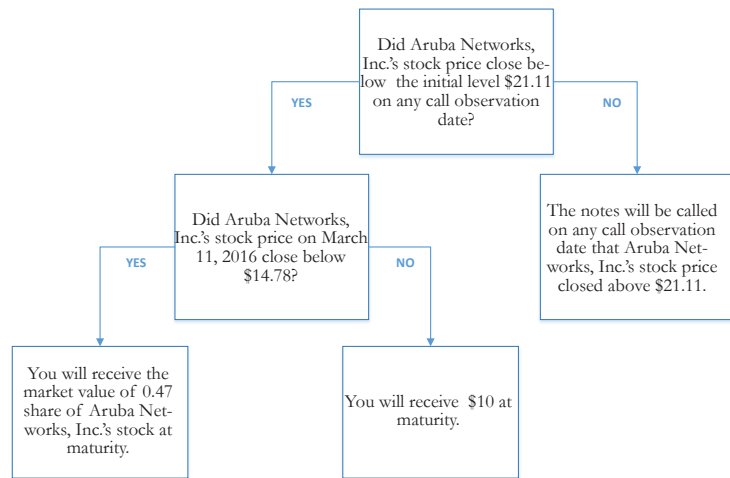 Did Aruba Networks,
Inc.'s stock price close be-
low the initial level $21.11
on any call observation
date?
YES
NO
Did Aruba Networks,
Inc.'s stock price on March
11, 2016 close below
$14.78?
The notes will be called
on any call observation
date that Aruba Net-
works, Inc.'s stock price
closed above $21.11.
YES
NO
You will receive the
market value of 0.47
share of Aruba Net-
works, Inc.'s stock at
maturity.
You will receive $10 at
maturity.